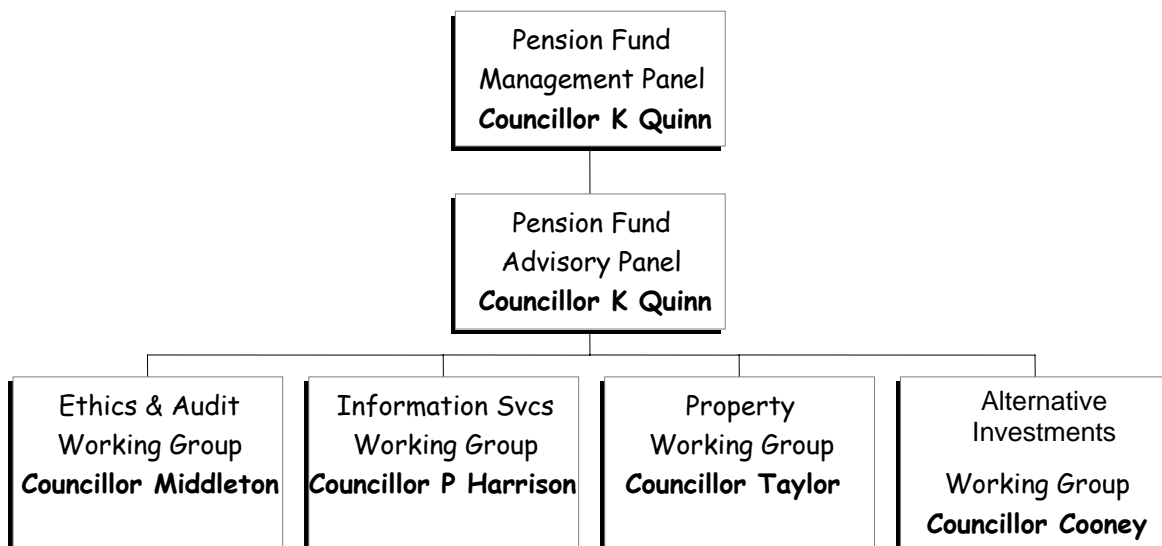 Pension Fund
Management Panel
Councillor K Quinn
Pension Fund
Advisory Panel
Councillor K Quinn
Ethics & Audit
Working Group
Councillor Middleton
Information Svcs
Working Group
Councillor P Harrison
Property
Working Group
Councillor Taylor
Alternative
Investments
Working Group
Councillor Cooney